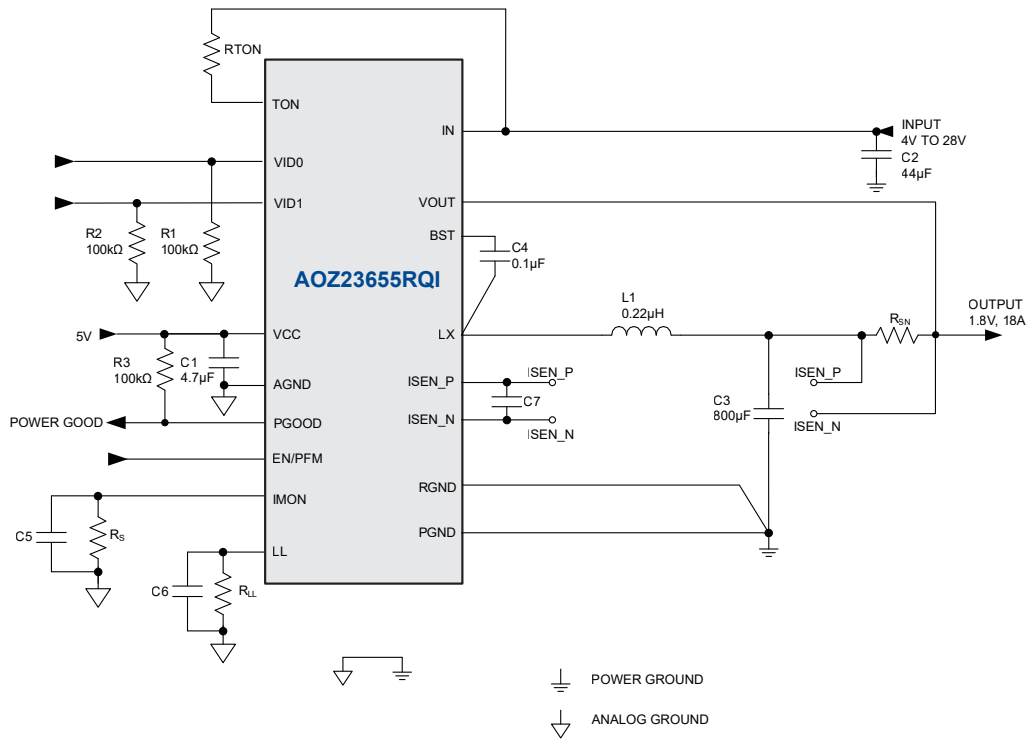 RTON
TON
IN
INPUT
4V TO 28V
C2
44µF
VID0
VID1
VOUT
R2
100kΩ
R1
100kΩ
BST
C4
0.1µF
AOZ23655RQI
L1
0.22µH
OUTPUT
1.8V, 18A
RSN
5V
VCC
LX
R3
100kΩ
C1
4.7µF
AGND
ISEN_P
ISEN_P
ISEN_P
C7
C3
800µF
POWER GOOD
PGOOD
ISEN_N
ISEN_N
ISEN_N
EN/PFM
IMON
RGND
C5
RS
PGND
LL
C6
RLL
POWER GROUND
ANALOG GROUND